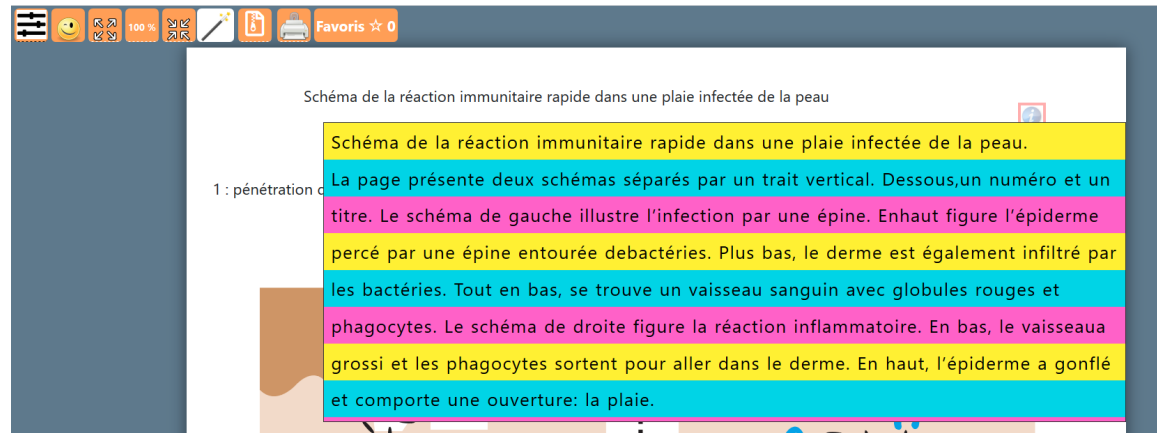 100 %
Favoris ☆ 0
Schéma de la réaction immunitaire rapide dans une plaie infectée de la peau
1 : pénétration
Schéma de la réaction immunitaire rapide dans une plaie infectée de la peau.
La page présente deux schémas séparés par un trait vertical. Dessous,un numéro et un
titre. Le schéma de gauche illustre l’infection par une épine. Enhaut figure l’épiderme
percé par une épine entourée debactéries. Plus bas, le derme est également infiltré par
les bactéries. Tout en bas, se trouve un vaisseau sanguin avec globules rouges et
phagocytes. Le schéma de droite figure la réaction inflammatoire. En bas, le vaisseaua
grossi et les phagocytes sortent pour aller dans le derme. En haut, l’épiderme a gonflé
et comporte une ouverture: la plaie.